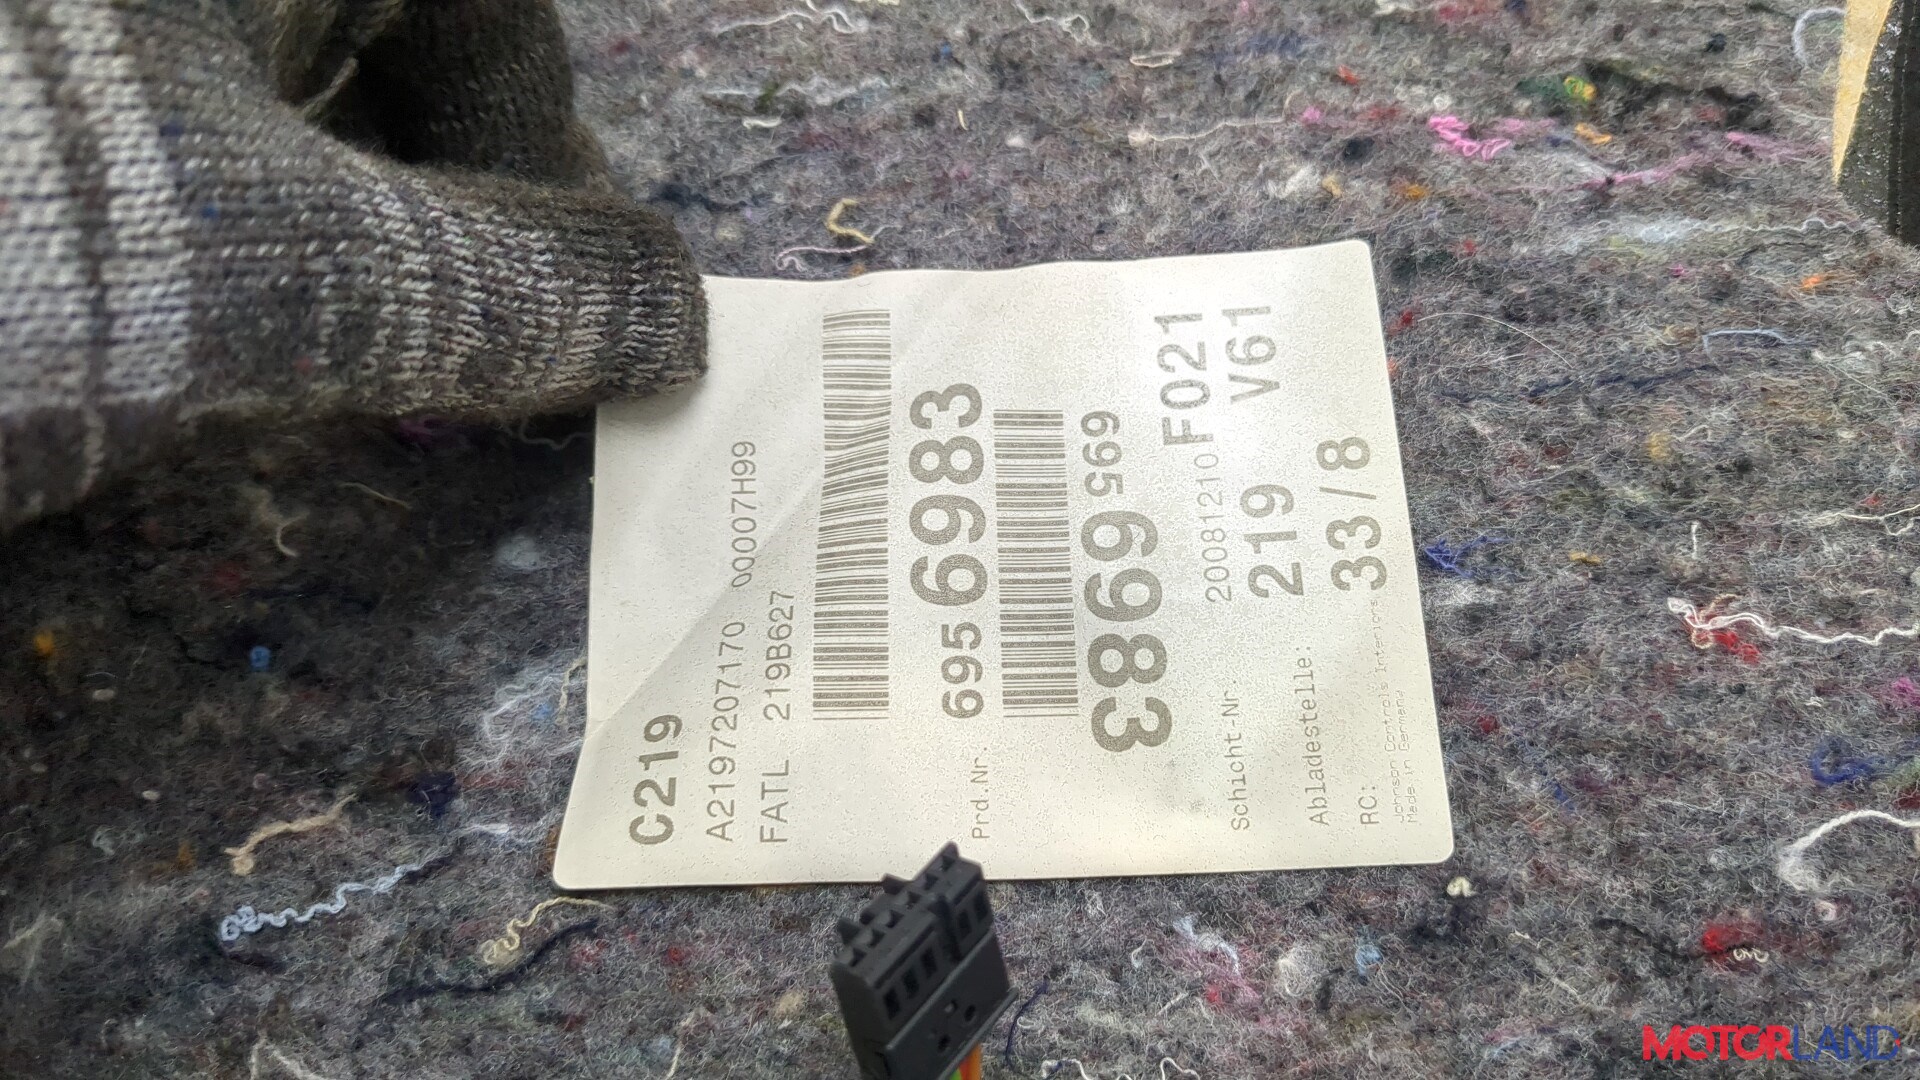 C219
A2197207170 00007H99
FATL 219B627
Prd.Nr. 695 6983
6983 569
Schicht-Nr. 20081210 F021
219 V61
Abladestelle:
RC: 33/8
Johnson Controls Interiors
Made in Germany
MOTORLAND